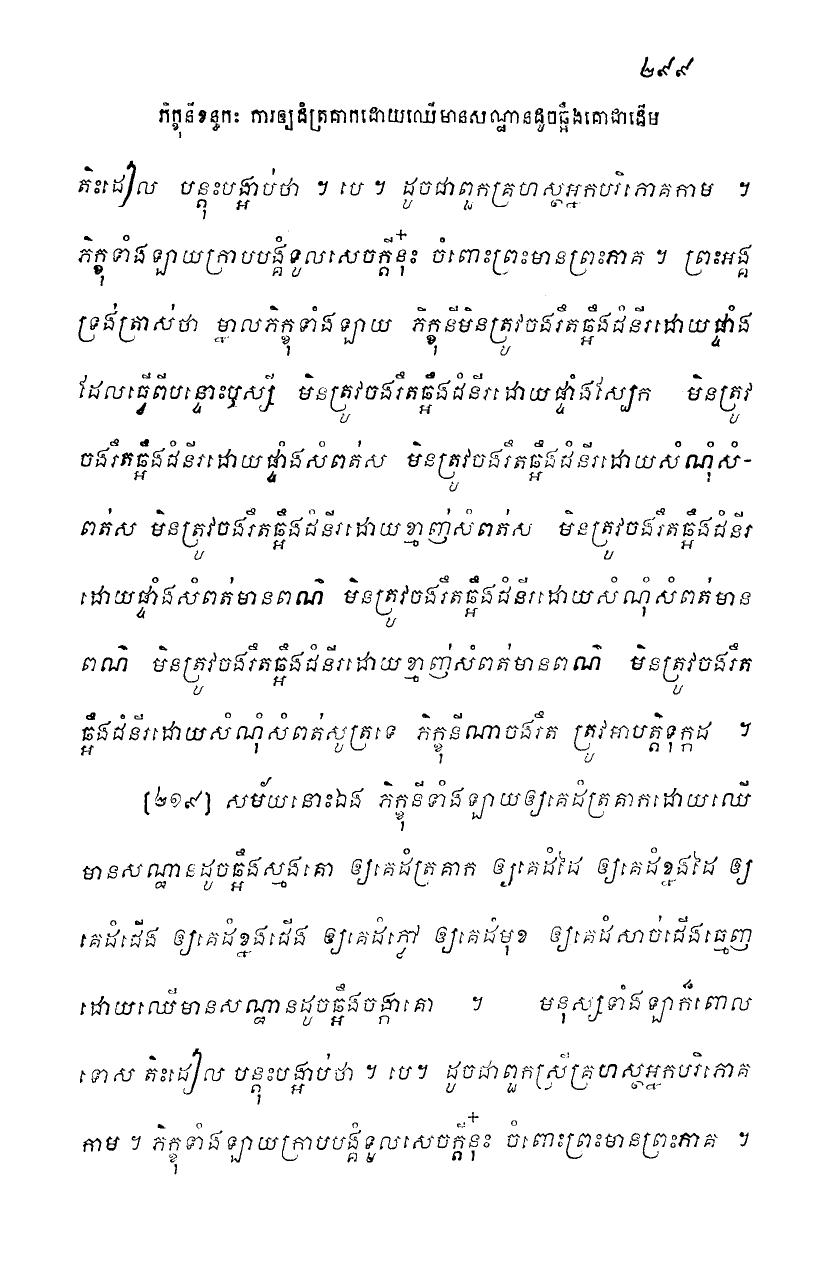 ២៩៩
ភិក្ខុនីខន្ធកៈ ការឲ្យដំត្រគាកដោយឈើមានសណ្ឋានដូចឆ្អឹងគោជាដើម
តិះដៀល បន្តុះបង្អាប់ថា ។ បេ ។ ដូចជាពួកគ្រហស្ថអ្នកបរិភោគកាម ។
ភិក្ខុទាំងឡាយក្រាបបង្គំទូលសេចក្តីនុ៎ះ ចំពោះព្រះមានព្រះភាគ ។ ព្រះអង្គ
ទ្រង់ត្រាស់ថា ម្នាលភិក្ខុទាំងឡាយ ភិក្ខុនីមិនត្រូវចងរឹតឆ្អឹងជំនីរដោយផ្ទាំង
ដែលធ្វើពីបន្ទោះឫស្សី មិនត្រូវចងរឹតឆ្អឹងជំនីរដោយផ្ទាំងស្បែក មិនត្រូវ
ចងរឹតឆ្អឹងជំនីរដោយផ្ទាំងសំពត់ស មិនត្រូវចងរឹតឆ្អឹងជំនីរដោយសំណុំសំ-
ពត់ស មិនត្រូវចងរឹតឆ្អឹងជំនីរដោយខ្មាញ់សំពត់ស មិនត្រូវចងរឹតឆ្អឹងជំនីរ
ដោយផ្ទាំងសំពត់មានពណ៌ មិនត្រូវចងរឹតឆ្អឹងជំនីរដោយសំណុំសំពត់មាន
ពណ៌ មិនត្រូវចងរឹតឆ្អឹងជំនីរដោយខ្មាញ់សំពត់មានពណ៌ មិនត្រូវចងរឹត
ឆ្អឹងជំនីរដោយសំណុំសំពត់សូត្រទេ ភិក្ខុនីណាចងរឹត ត្រូវអាបត្តិទុក្កដ ។
[២១៩] សម័យនោះឯង ភិក្ខុនីទាំងឡាយឲ្យគេដំត្រគាកដោយឈើ
មានសណ្ឋានដូចឆ្អឹងស្មងគោ ឲ្យគេដំត្រគាក ឲ្យគេដំដៃ ឲ្យគេដំខ្នងដៃ ឲ្យ
គេដំជើង ឲ្យគេដំខ្នងជើង ឲ្យគេដំភ្លៅ ឲ្យគេដំមុខ ឲ្យគេដំសាច់ជើងធ្មេញ
ដោយឈើមានសណ្ឋានដូចឆ្អឹងចង្កាគោ ។ មនុស្សទាំងឡាក៏ពោល
ទោស តិះដៀល បន្តុះបង្អាប់ថា ។ បេ។ ដូចជាពួកស្រីគ្រហស្ថអ្នកបរិភោគ
កាម ។ ភិក្ខុទាំងឡាយក្រាបបង្គំទូលសេចក្តីនុ៎ះ ចំពោះព្រះមានព្រះភាគ ។